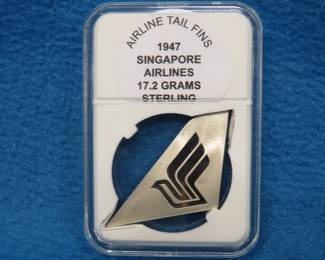 AIRLINE TAIL FINS
1947
SINGAPORE
AIRLINES
17.2 GRAMS
STERLING